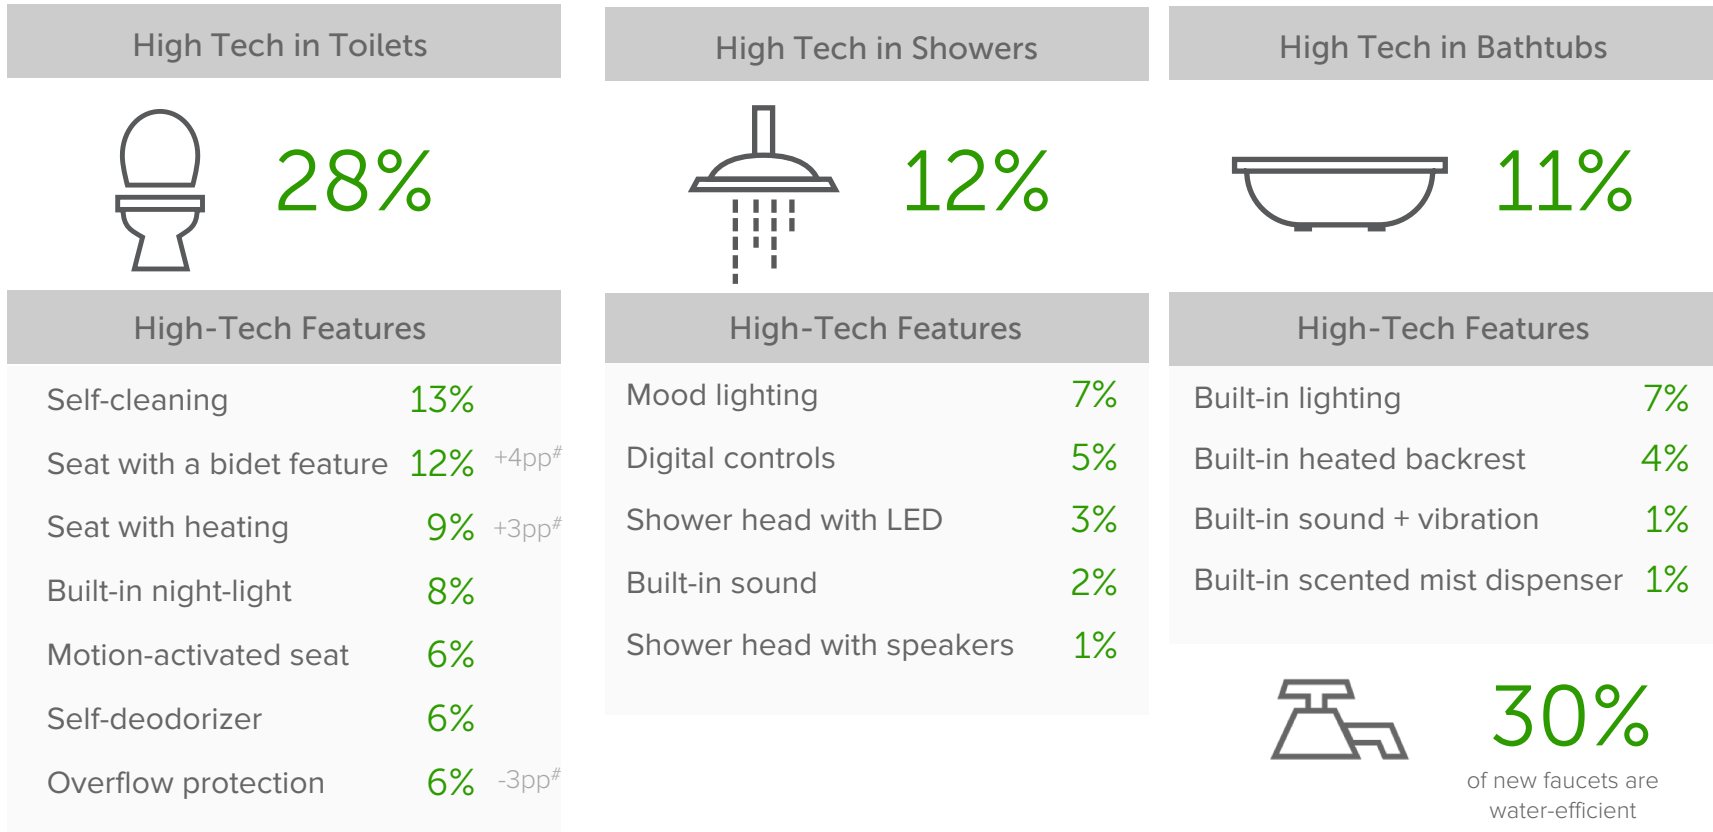 High Tech in Toilets
28%
High-Tech Features
Self-cleaning 13%
Seat with a bidet feature 12% +4pp#
Seat with heating 9% +3pp#
Built-in night-light 8%
Motion-activated seat 6%
Self-deodorizer 6%
Overflow protection 6% -3pp#
High Tech in Showers
12%
High-Tech Features
Mood lighting 7%
Digital controls 5%
Shower head with LED 3%
Built-in sound 2%
Shower head with speakers 1%
High Tech in Bathtubs
11%
High-Tech Features
Built-in lighting 7%
Built-in heated backrest 4%
Built-in sound + vibration 1%
Built-in scented mist dispenser 1%
30%
of new faucets are
water-efficient